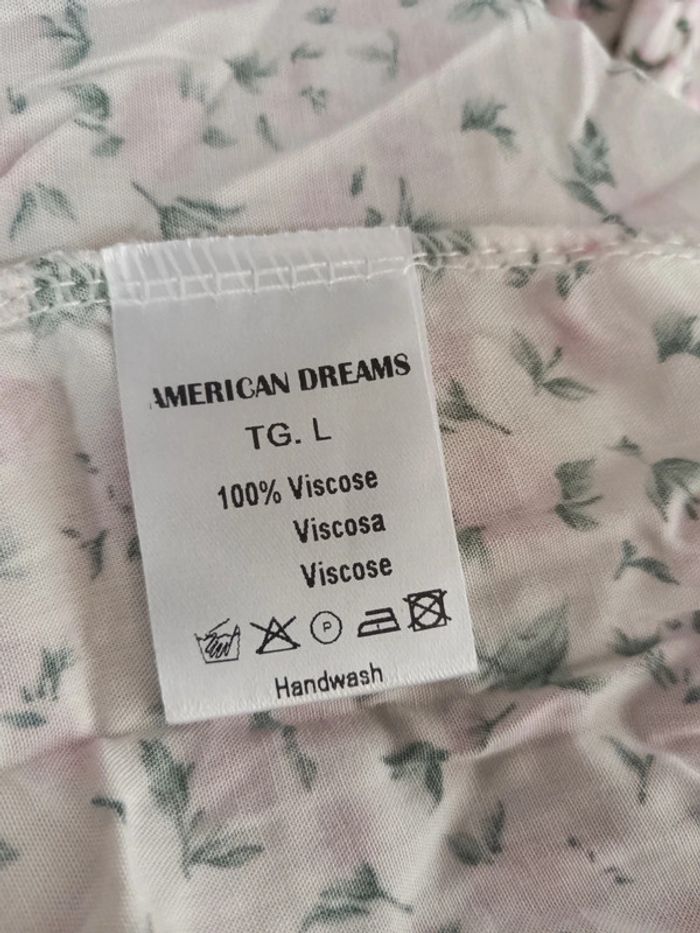 AMERICAN DREAMS
TG. L
100% Viscose
Viscosa
Viscose
P
Handwash